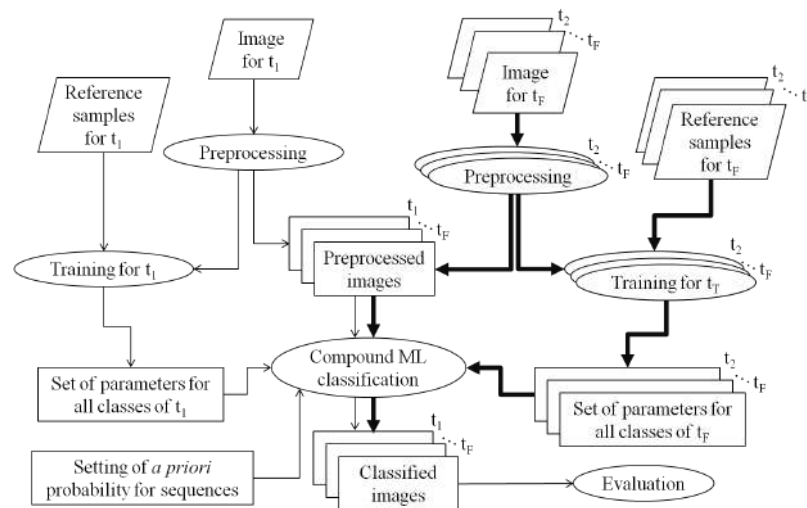 Image
for t1
Reference
samples
for t1
Preprocessing
Training for t1
Set of parameters for
all classes of t1
Setting of a priori
probability for sequences
t1
tF
Preprocessed
images
Compound ML
classification
t1
tF
Classified
images
Evaluation
t2
tF
Image
for tF
t2
tF
Preprocessing
t2
t
Reference
samples
for tF
t2
tF
Training for tT
t2
tF
Set of parameters for
all classes of tF